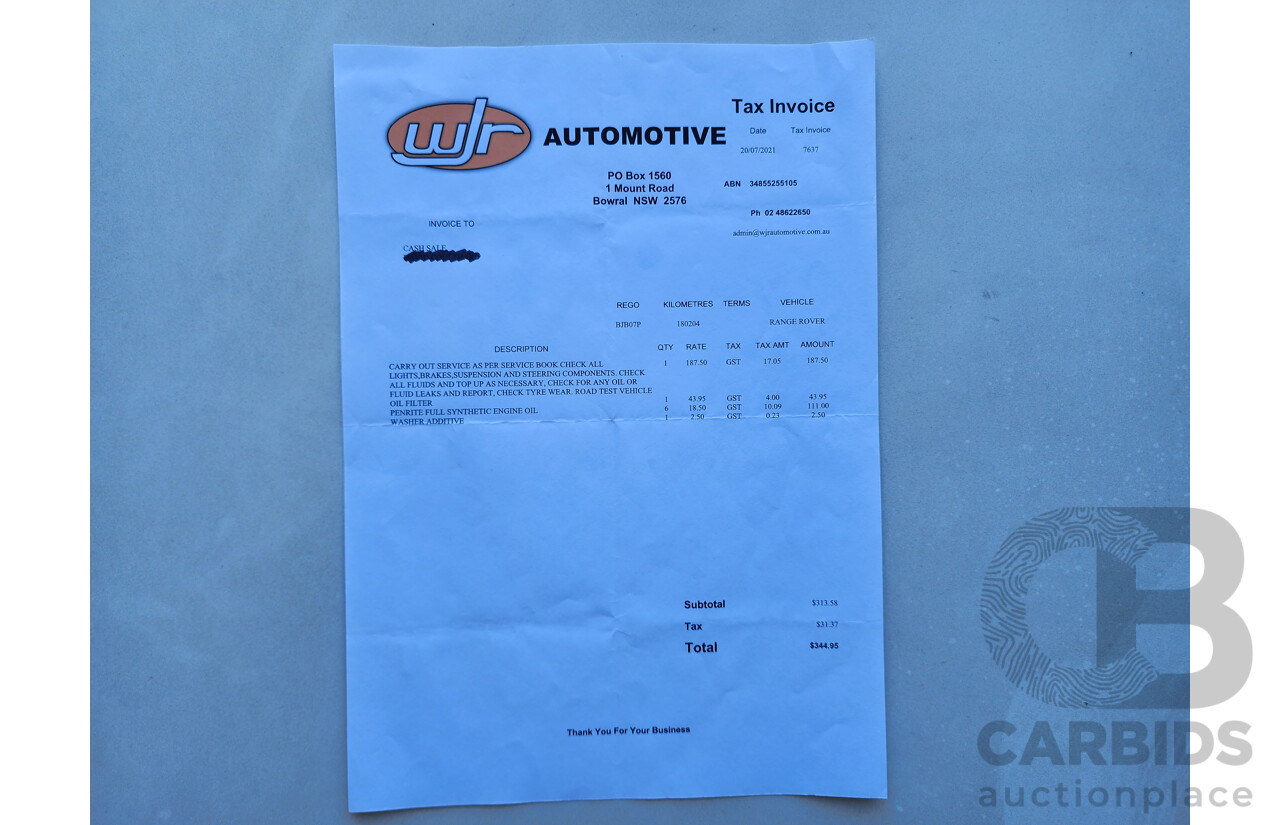 wjr AUTOMOTIVE
Tax Invoice
Date Tax Invoice
20/07/2021 7637
PO Box 1560
1 Mount Road
Bowral NSW 2576
ABN 34855255105
Ph 02 48622650
admin@wjrautomotive.com.au
INVOICE TO
CASH SALE
REGO KILOMETRES TERMS VEHICLE
BJB07P 180204 RANGE ROVER
DESCRIPTION QTY RATE TAX TAX AMT AMOUNT
CARRY OUT SERVICE AS PER SERVICE BOOK CHECK ALL 1 187.50 GST 17.05 187.50
LIGHTS,BRAKES,SUSPENSION AND STEERING COMPONENTS. CHECK
ALL FLUIDS AND TOP UP AS NECESSARY, CHECK FOR ANY OIL OR
FLUID LEAKS AND REPORT, CHECK TYRE WEAR. ROAD TEST VEHICLE
OIL FILTER 1 43.95 GST 4.00 43.95
PENRITE FULL SYNTHETIC ENGINE OIL 6 18.50 GST 10.09 111.00
WASHER ADDITIVE 1 2.50 GST 0.23 2.50
Subtotal $313.58
Tax $31.37
Total $344.95
Thank You For Your Business
CB
CARBIDS
auctionplace